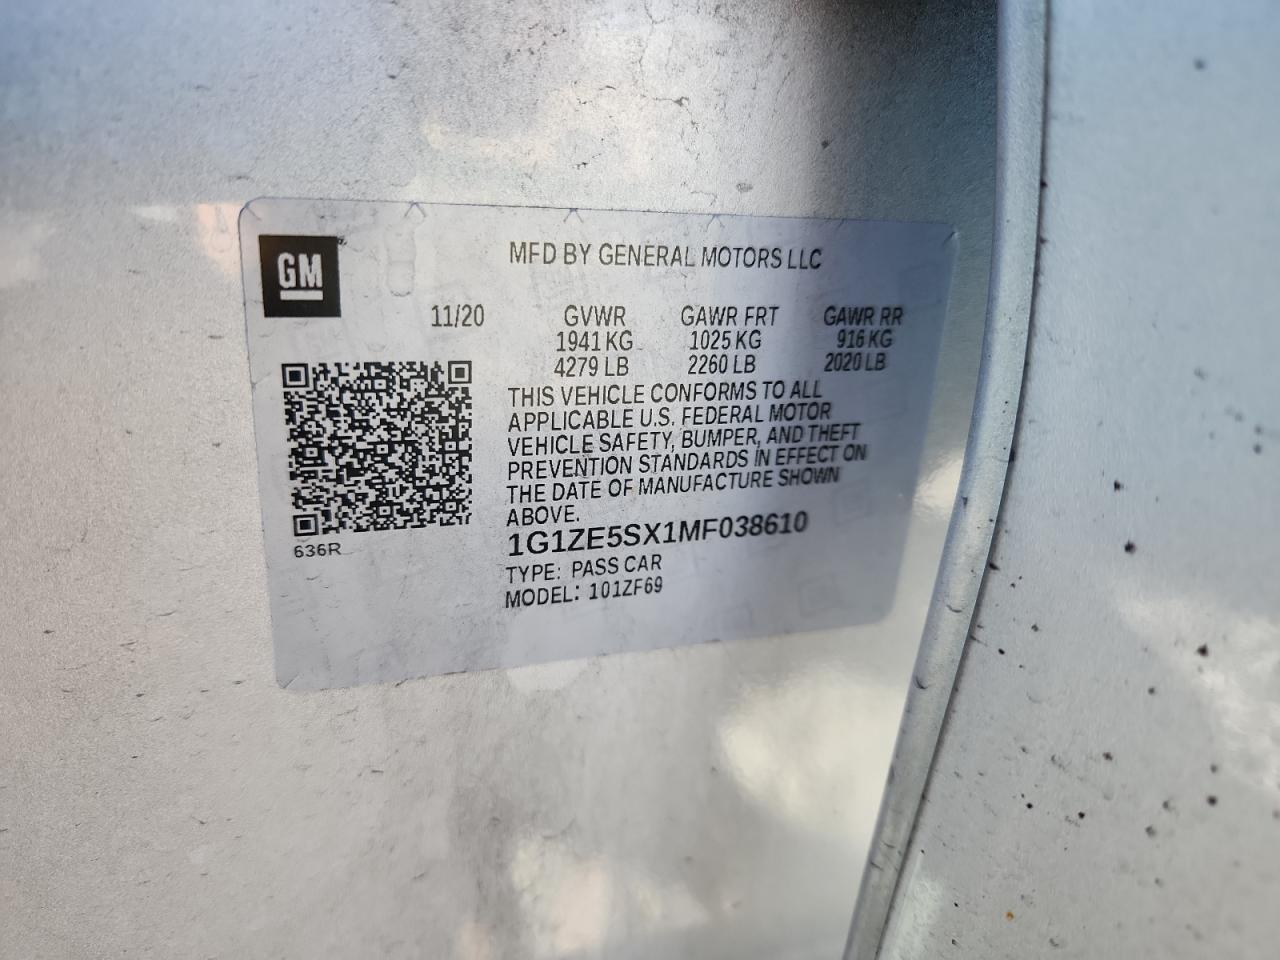 GM
MFD BY GENERAL MOTORS LLC
11/20 GVWR GAWR FRT GAWR RR
1941 KG 1025 KG 916 KG
4279 LB 2260 LB 2020 LB
THIS VEHICLE CONFORMS TO ALL
APPLICABLE U.S. FEDERAL MOTOR
VEHICLE SAFETY, BUMPER, AND THEFT
PREVENTION STANDARDS IN EFFECT ON
THE DATE OF MANUFACTURE SHOWN
ABOVE.
636R
1G1ZE5SX1MF038610
TYPE: PASS CAR
MODEL: 101ZF69